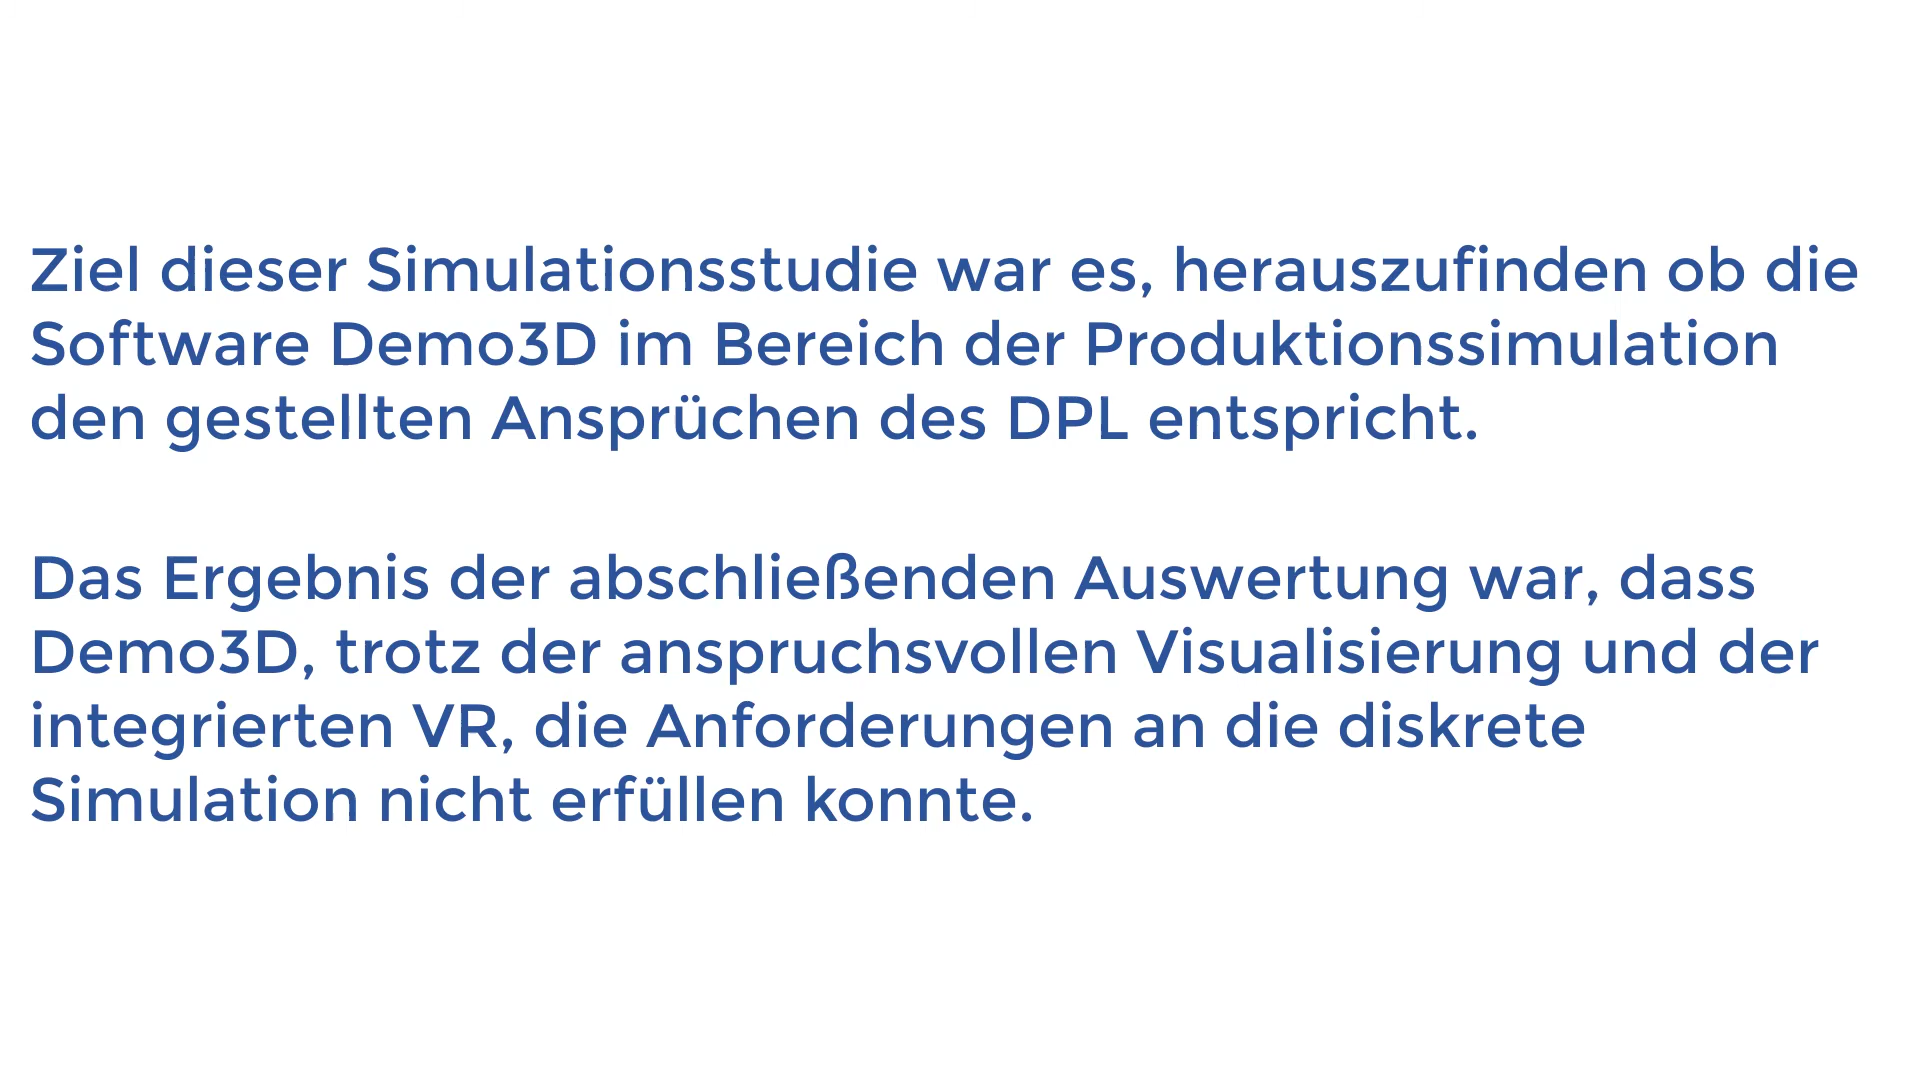 Ziel dieser Simulationsstudie war es, herauszufinden ob die
Software Demo3D im Bereich der Produktionssimulation
den gestellten Ansprüchen des DPL entspricht.
Das Ergebnis der abschließenden Auswertung war, dass
Demo3D, trotz der anspruchsvollen Visualisierung und der
integrierten VR, die Anforderungen an die diskrete
Simulation nicht erfüllen konnte.